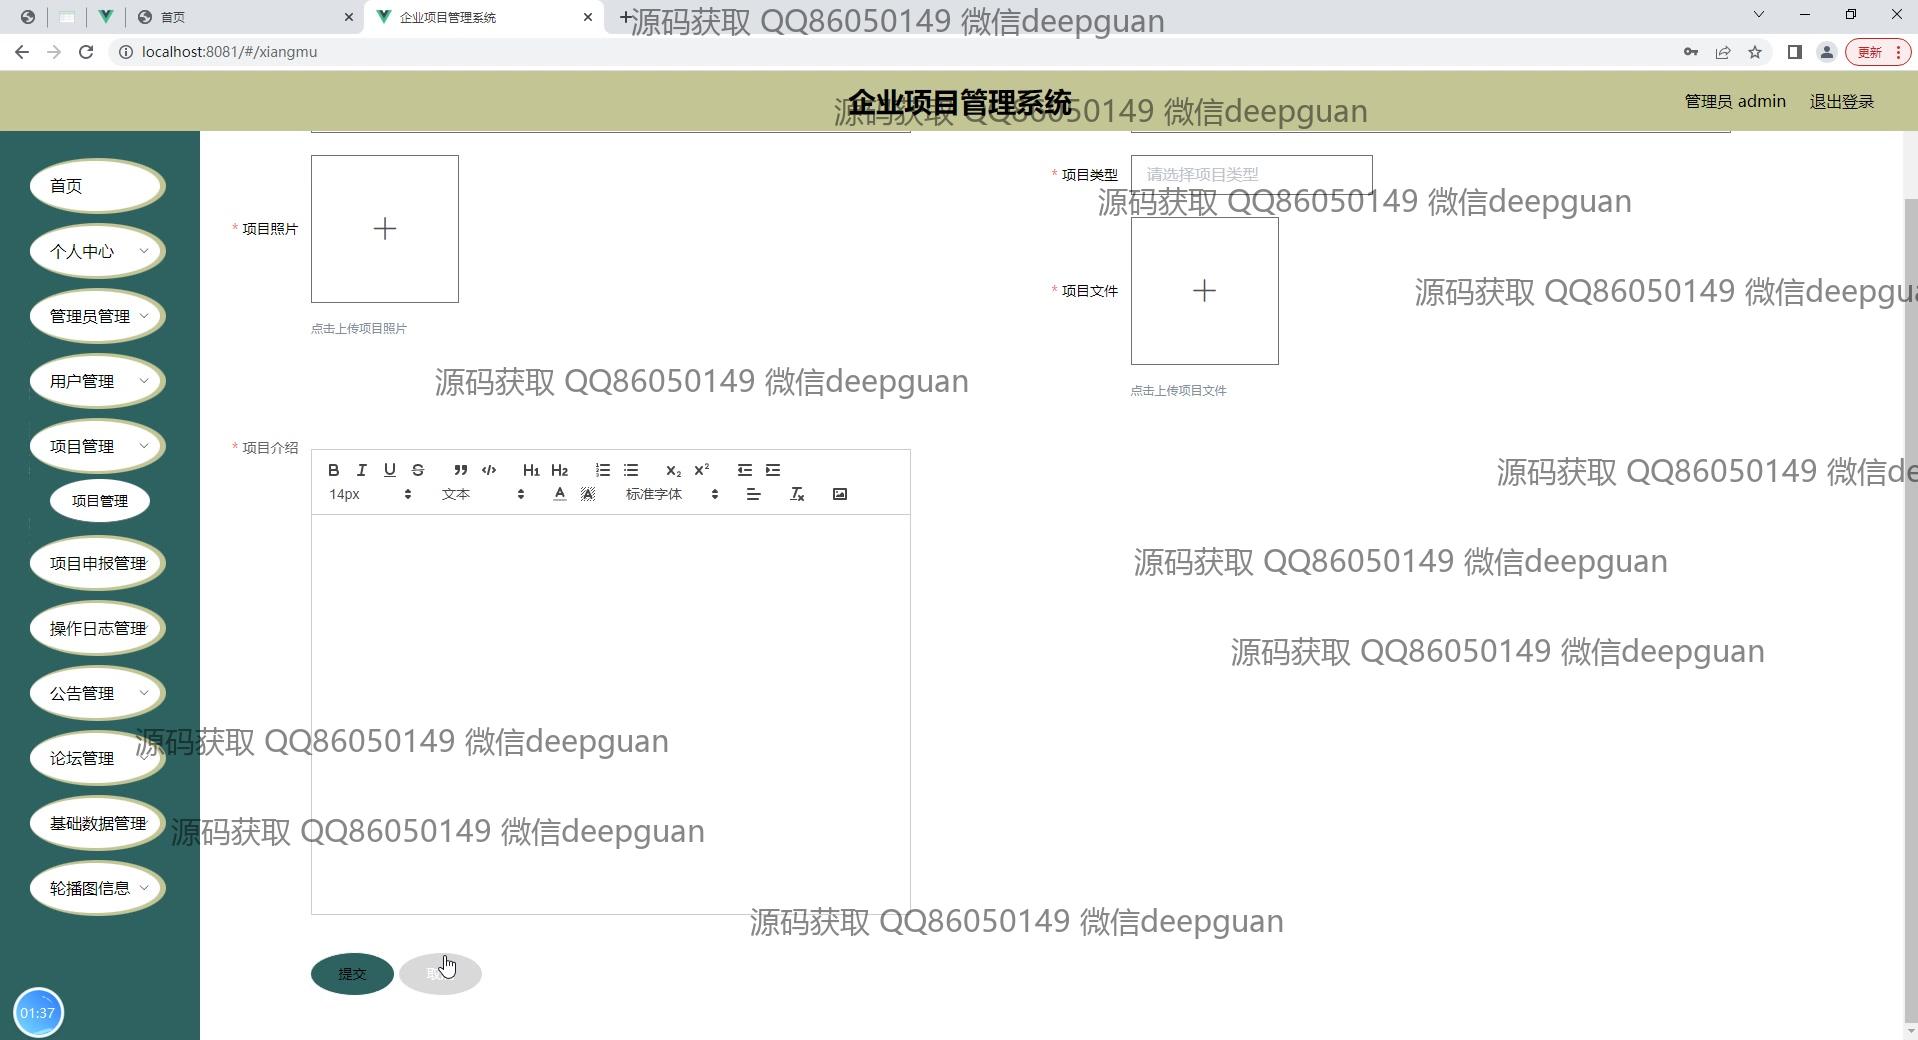 首页
企业项目管理系统
源码获取 QQ86050149 微信deepguan
localhost:8081/#/xiangmu
更新
企业项目管理系统
源码获取 QQ86050149 微信deepguan
管理员 admin
退出登录
首页
个人中心
管理员管理
用户管理
项目管理
项目管理
项目申报管理
操作日志管理
公告管理
论坛管理
基础数据管理
轮播图信息
01:37
* 项目照片
点击上传项目照片
* 项目类型
请选择项目类型
源码获取 QQ86050149 微信deepguan
* 项目文件
源码获取 QQ86050149 微信deepgua
点击上传项目文件
源码获取 QQ86050149 微信deepguan
* 项目介绍
B I U S H1 H2 X2 X2
14px 文本 A A 标准字体 Tx
源码获取 QQ86050149 微信de
源码获取 QQ86050149 微信deepguan
源码获取 QQ86050149 微信deepguan
源码获取 QQ86050149 微信deepguan
源码获取 QQ86050149 微信deepguan
源码获取 QQ86050149 微信deepguan
提交